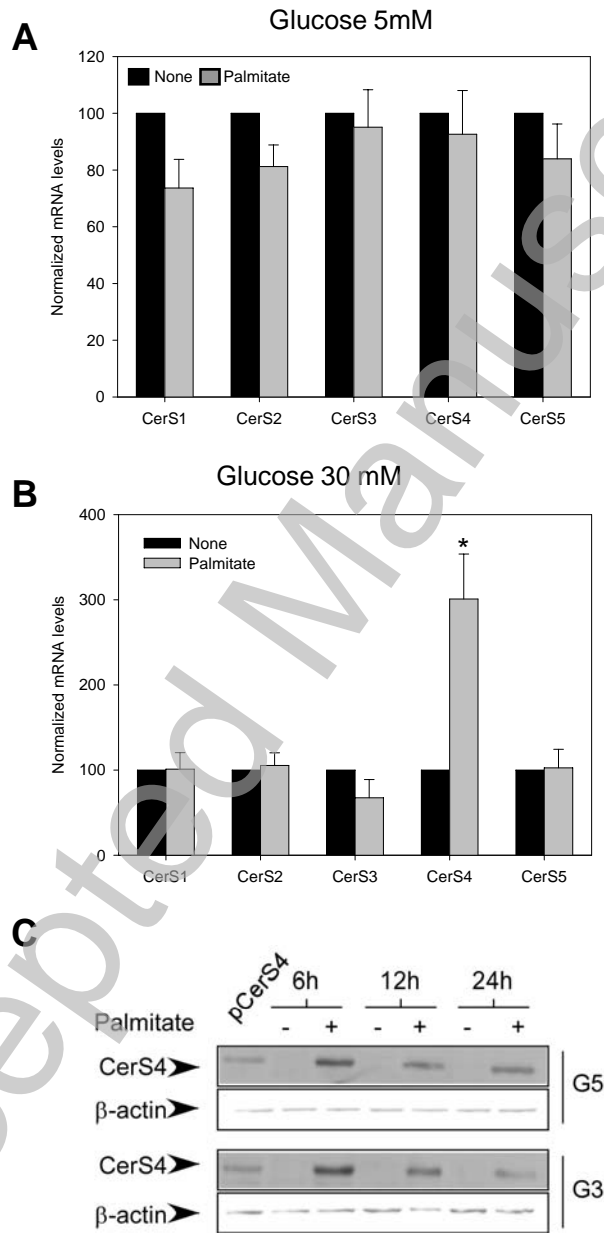 Glucose 5mM
A
None Palmitate
Normalized mRNA levels
120
100
80
60
40
20
0
CerS1 CerS2 CerS3 CerS4 CerS5
Glucose 30 mM
B
None
Palmitate
Normalized mRNA levels
400
300
200
100
0
*
CerS1 CerS2 CerS3 CerS4 CerS5
C
pCerS4 6h 12h 24h
Palmitate - + - + - +
CerS4
β-actin
G5
CerS4
β-actin
G3
epted Manus